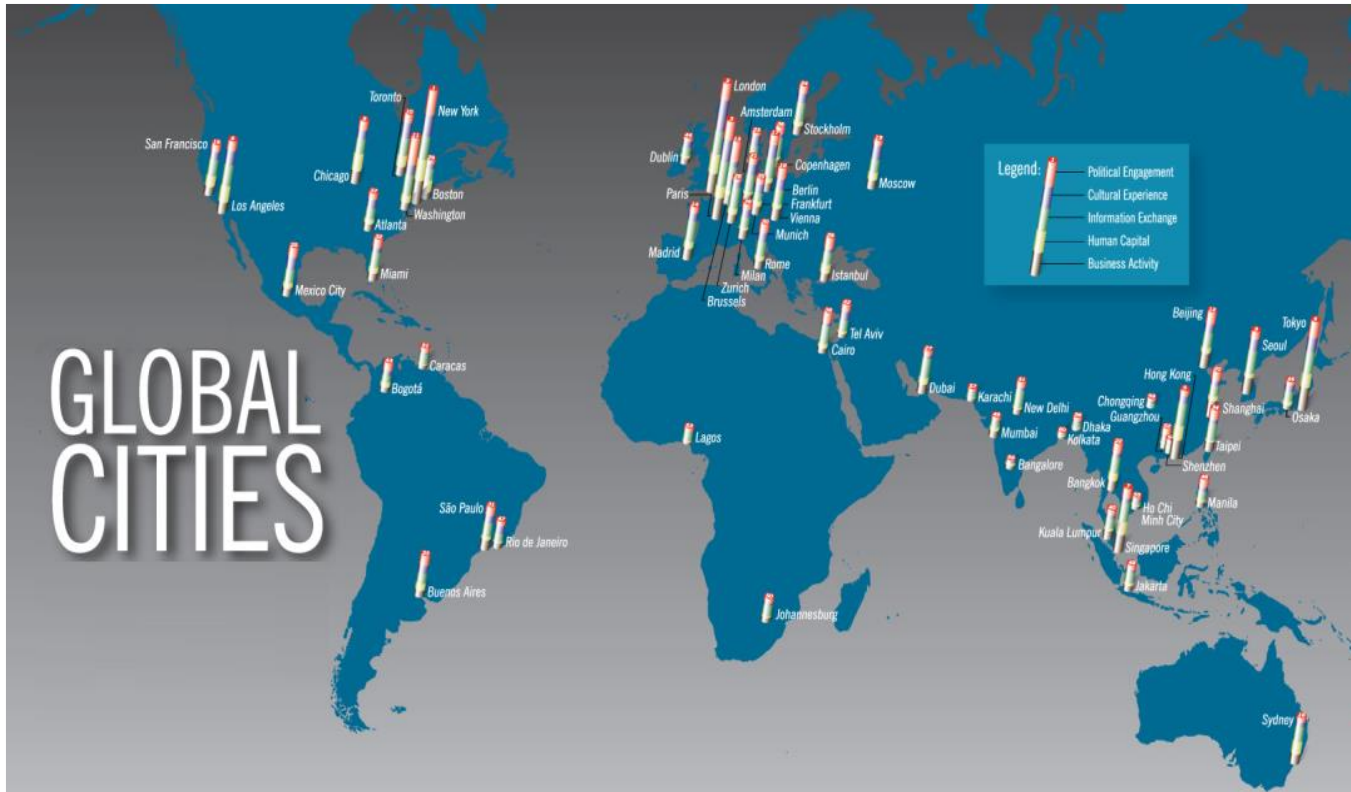 London
Toronto
New York
Amsterdam
Stockholm
San Francisco
Dublin
Copenhagen
Chicago
Moscow
Boston
Berlin
Paris
Los Angeles
Frankfurt
Washington
Atlanta
Vienna
Munich
Madrid
Rome
Milan
Istanbul
Miami
Zurich
Mexico City
Brussels
Legend:
Political Engagement
Cultural Experience
Information Exchange
Human Capital
Business Activity
Beijing
Tokyo
Tel Aviv
Seoul
Cairo
GLOBAL
CITIES
Caracas
Bogotá
Hong Kong
Dubai
Karachi
Chongqing
New Delhi
Shanghai
Guangzhou
Osaka
Dhaka
Mumbai
Kolkata
Lagos
Taipei
Bangalore
Shenzhen
Bangkok
Manila
São Paulo
Ho Chi
Minh City
Kuala Lumpur
Rio de Janeiro
Singapore
Buenos Aires
Jakarta
Johannesburg
Sydney